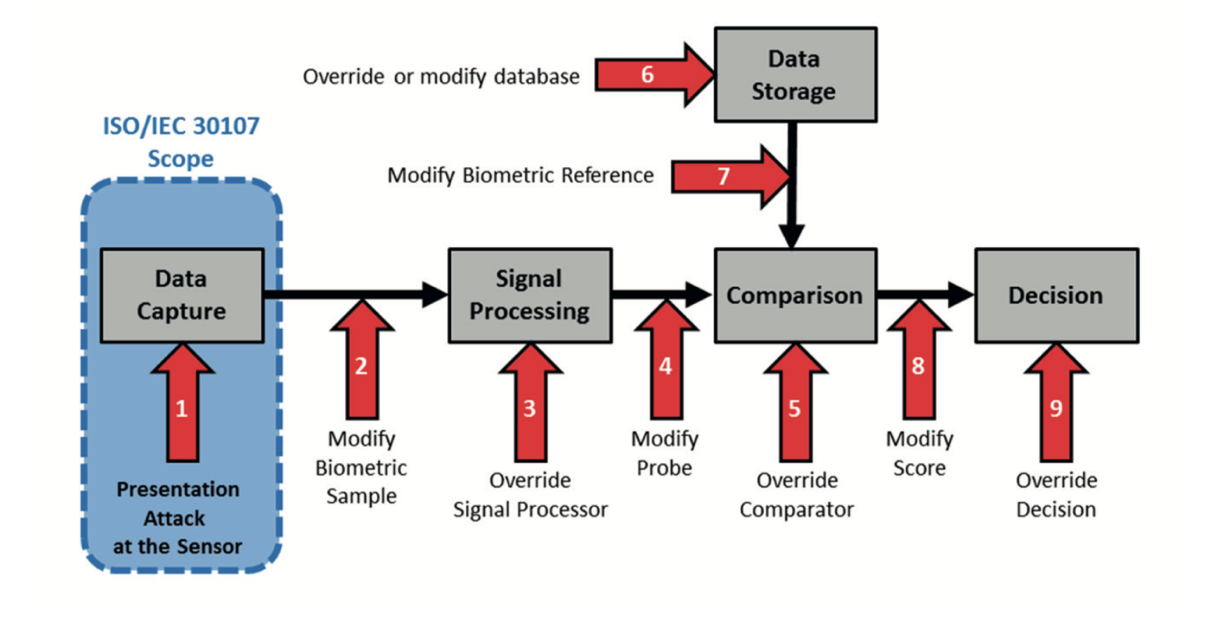 Data
Storage
6
Override or modify database
ISO/IEC 30107
Scope
Modify Biometric Reference
7
Data
Capture
Signal
Processing
Comparison
Decision
1
2
3
4
5
8
9
Presentation
Attack
at the Sensor
Modify
Biometric
Sample
Override
Signal Processor
Modify
Probe
Override
Comparator
Modify
Score
Override
Decision